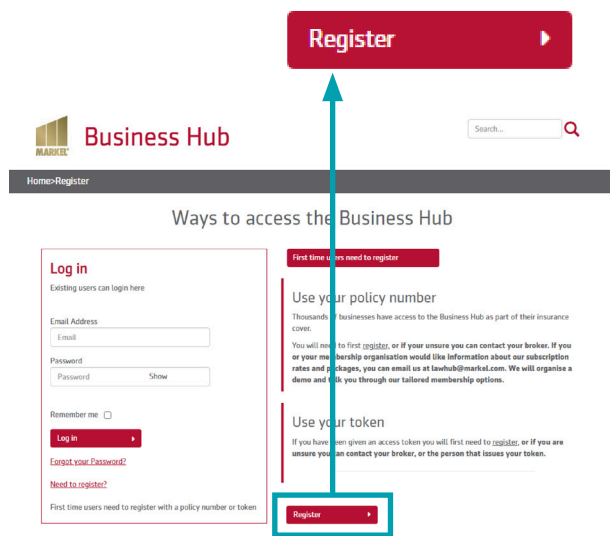 Register
MARKEL
Business Hub
Search...
Home>Register
Ways to access the Business Hub
Log in
Existing users can login here
Email Address
Email
Password
Password Show
Remember me
Log in
Forgot your Password?
Need to register?
First time users need to register with a policy number or token
First time users need to register
Use your policy number
Thousands of businesses have access to the Business Hub as part of their insurance
cover.
You will need to first register, or if your unsure you can contact your broker. If you
or your membership organisation would like information about our subscription
rates and packages, you can email us at lawhub@markel.com. We will organise a
demo and talk you through our tailored membership options.
Use your token
If you have been given an access token you will first need to register, or if you are
unsure you can contact your broker, or the person that issues your token.
Register